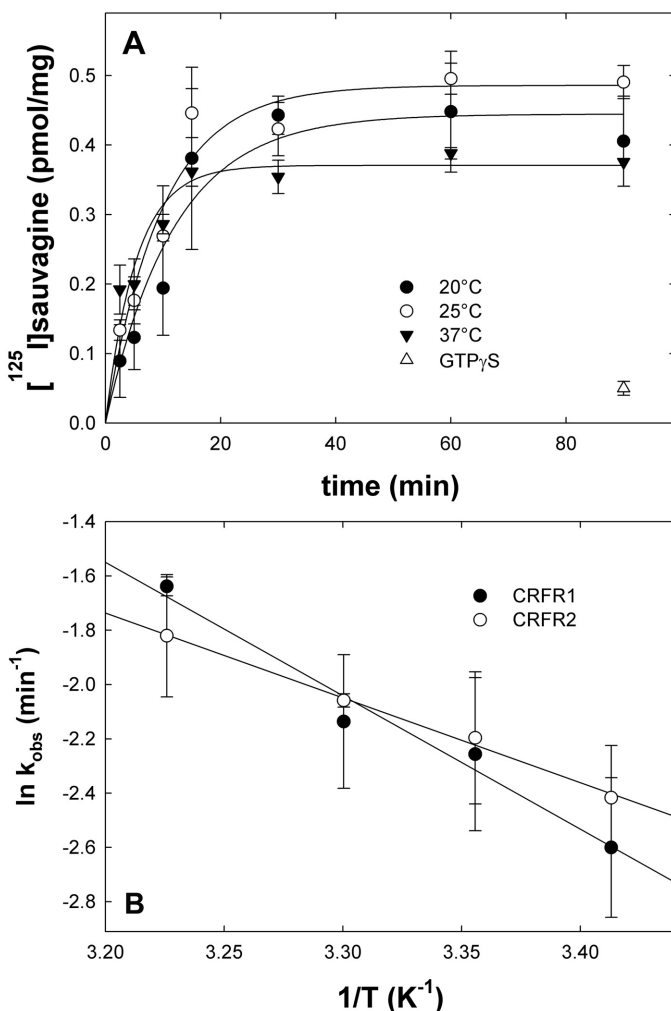 A
[125I]sauvagine (pmol/mg)
0.5
0.4
0.3
0.2
0.1
0.0
20°C
25°C
37°C
GTPγS
0 20 40 60 80
time (min)
B
ln kobs (min-1)
-1.4
-1.6
-1.8
-2.0
-2.2
-2.4
-2.6
-2.8
CRFR1
CRFR2
3.20 3.25 3.30 3.35 3.40
1/T (K-1)